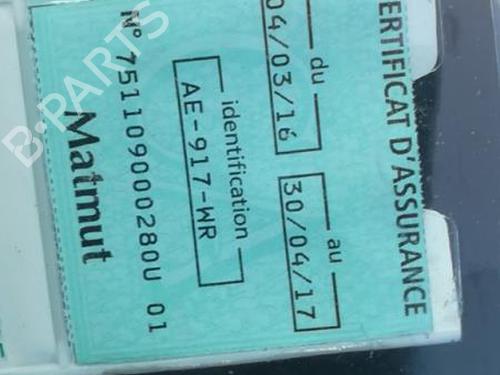 CERTIFICAT D'ASSURANCE
du au
04/03/16 30/04/17
identification
AE-917-WR
N° 751109000280U 01
Matmut
B-PARTS